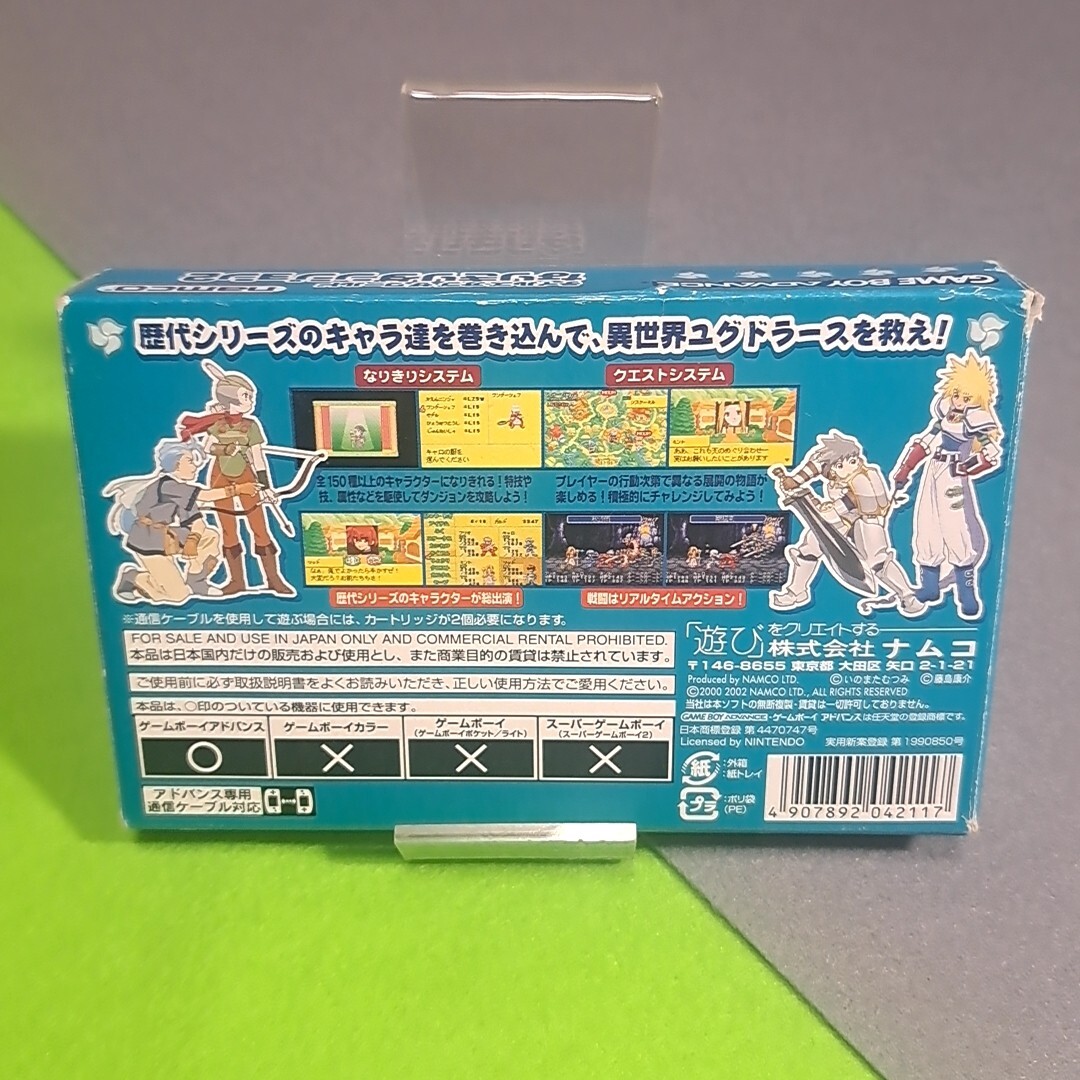 GAME BOY ADVANCE
namco
歴代シリーズのキャラ達を巻き込んで、異世界ユグドラースを救え!
なりきりシステム
クエストシステム
全150種以上のキャラクターになりきれる!特技や
技、属性などを駆使してダンジョンを攻略しよう!
プレイヤーの行動次第で異なる展開の物語が
楽しめる!積極的にチャレンジしてみよう!
歴代シリーズのキャラクターが総出演!
戦闘はリアルタイムアクション!
※通信ケーブルを使用して遊ぶ場合には、カートリッジが2個必要になります。
FOR SALE AND USE IN JAPAN ONLY AND COMMERCIAL RENTAL PROHIBITED.
本品は日本国内だけの販売および使用とし、また商業目的の賃貸は禁止されています。
ご使用前に必ず取扱説明書をよくお読みいただき、正しい使用方法でご愛用ください。
本品は、○印のついている機器に使用できます。
ゲームボーイアドバンス
ゲームボーイカラー
ゲームボーイ
(ゲームボーイポケット/ライト)
スーパーゲームボーイ
(スーパーゲームボーイ2)
○ × × ×
アドバンス専用
通信ケーブル対応
「遊び」をクリエイトする
株式会社 ナムコ
〒146-8655 東京都 大田区 矢口 2-1-21
Produced by NAMCO LTD. ©いのまたむつみ ©藤島康介
©2000 2002 NAMCO LTD., ALL RIGHTS RESERVED
当社は本ソフトの無断複製・賃貸は一切許可しておりません。
GAME BOY ADVANCE・ゲームボーイ アドバンスは任天堂の登録商標です。
日本商標登録 第4470747号
Licensed by NINTENDO 実用新案登録 第1990850号
紙 :外箱
:紙トレイ
プラ :ポリ袋
(PE)
4 907892 042117